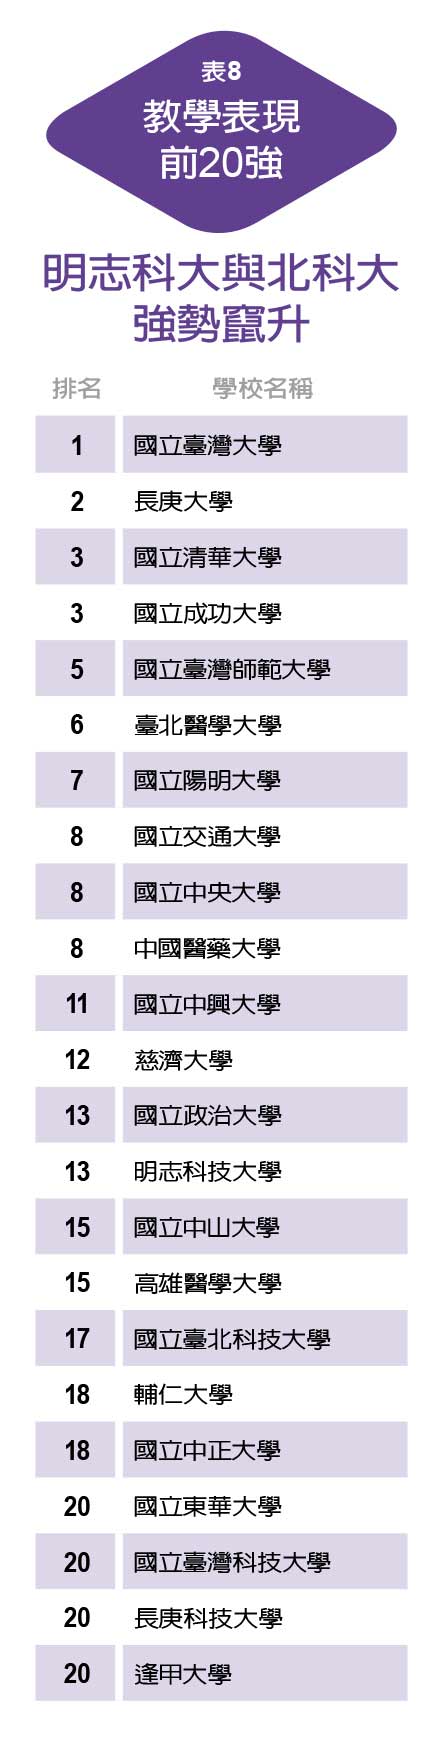 表8
教學表現
前20強
明志科大與北科大
強勢竄升
排名 學校名稱
1 國立臺灣大學
2 長庚大學
3 國立清華大學
3 國立成功大學
5 國立臺灣師範大學
6 臺北醫學大學
7 國立陽明大學
8 國立交通大學
8 國立中央大學
8 中國醫藥大學
11 國立中興大學
12 慈濟大學
13 國立政治大學
13 明志科技大學
15 國立中山大學
15 高雄醫學大學
17 國立臺北科技大學
18 輔仁大學
18 國立中正大學
20 國立東華大學
20 國立臺灣科技大學
20 長庚科技大學
20 逢甲大學